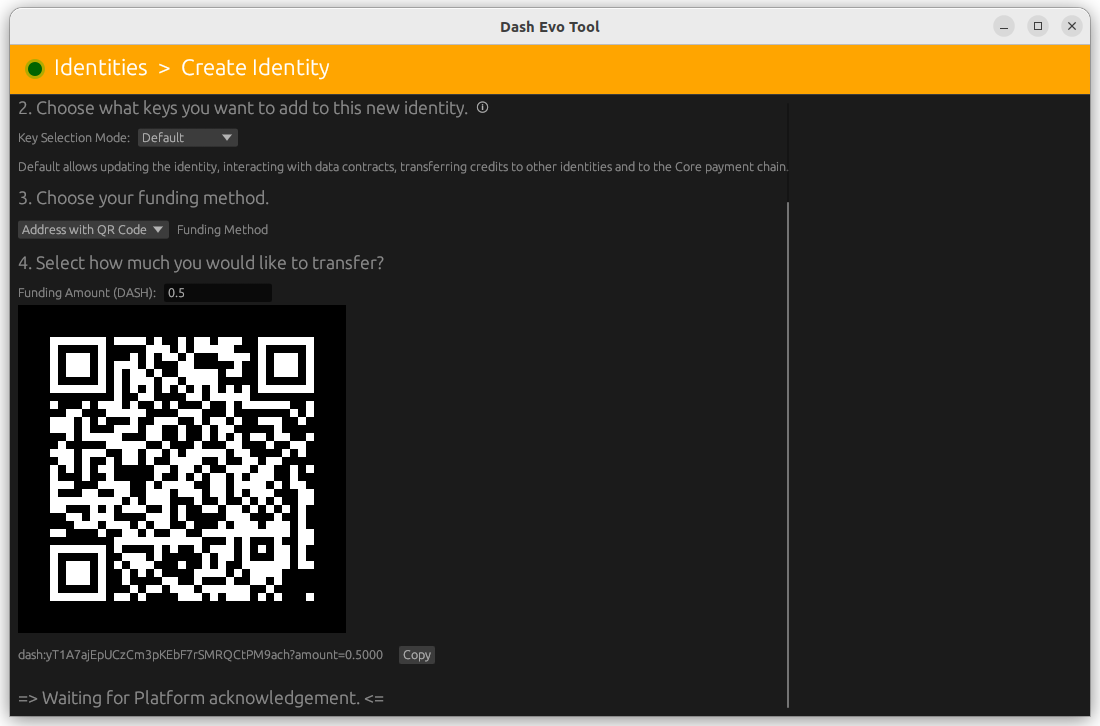 Dash Evo Tool
Identities > Create Identity
2. Choose what keys you want to add to this new identity.
Key Selection Mode: Default
Default allows updating the identity, interacting with data contracts, transferring credits to other identities and to the Core payment chain.
3. Choose your funding method.
Address with QR Code Funding Method
4. Select how much you would like to transfer?
Funding Amount (DASH): 0.5
dash:yT1A7ajEpUCzCm3pKEbF7rSMRQCtPM9ach?amount=0.5000 Copy
=> Waiting for Platform acknowledgement. <=